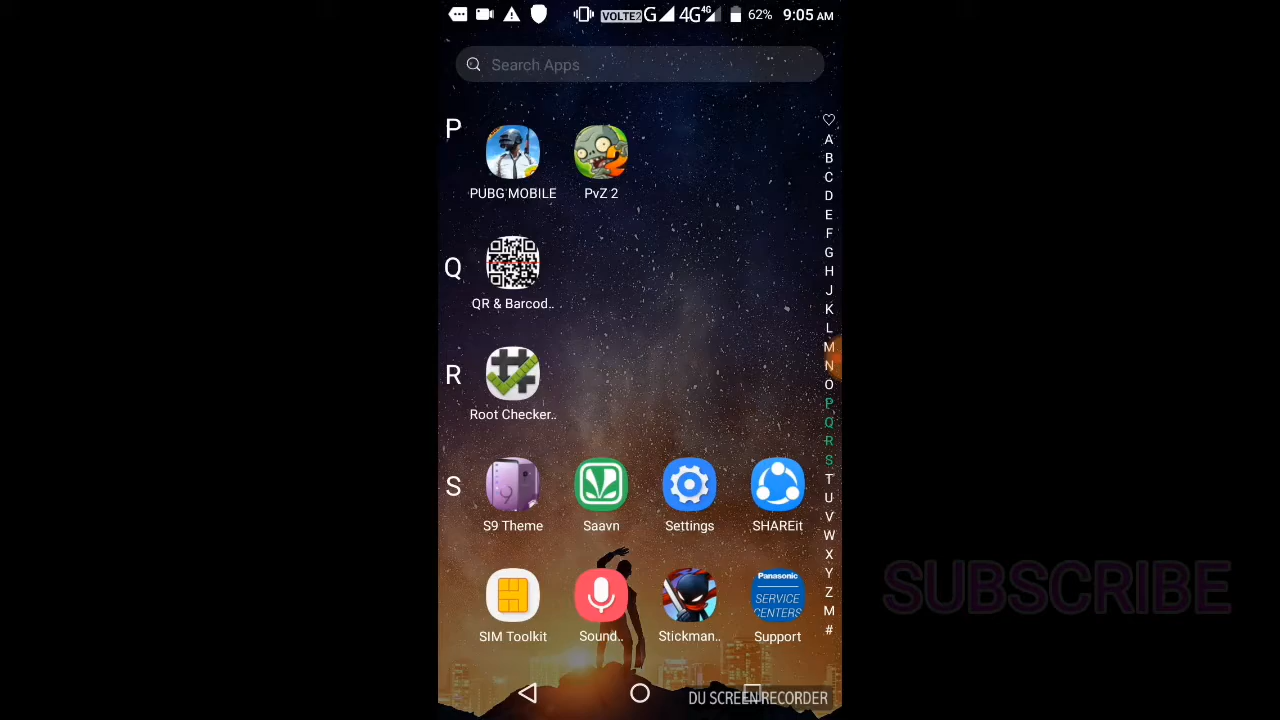 VOLTE2 G 4G 4G 62% 9:05 AM
Search Apps
P
PUBG MOBILE
PvZ 2
Q
QR & Barcod..
R
Root Checker..
S
S9 Theme
Saavn
Settings
SHAREit
SIM Toolkit
Sound..
Stickman..
Panasonic
SERVICE
CENTERS
Support
A
B
C
D
E
F
G
H
J
K
L
M
N
O
P
Q
R
S
T
U
V
W
X
Y
Z
M
#
SUBSCRIBE
DU SCREEN RECORDER